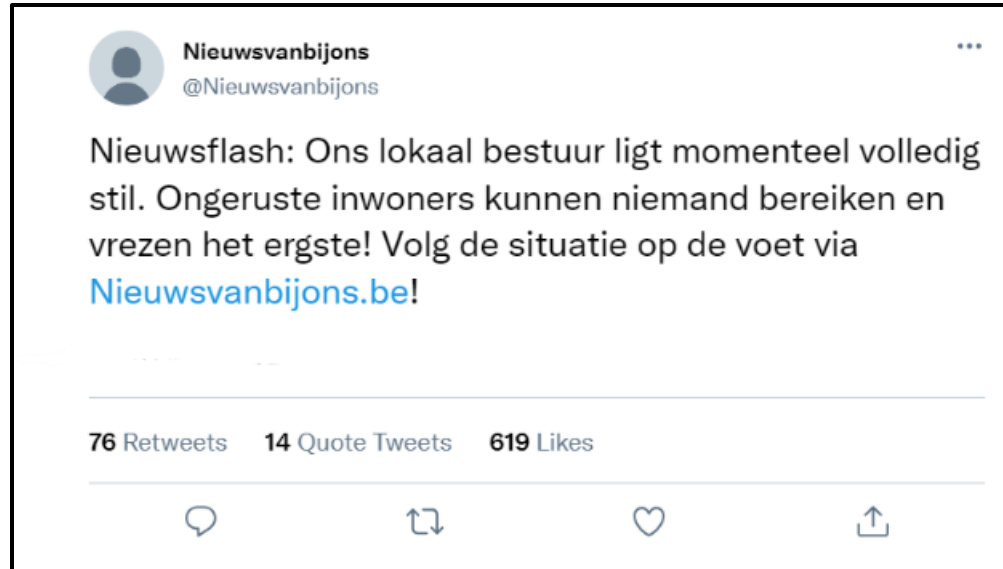 Nieuwsvanbijons
@Nieuwsvanbijons
Nieuwsflash: Ons lokaal bestuur ligt momenteel volledig
stil. Ongeruste inwoners kunnen niemand bereiken en
vrezen het ergste! Volg de situatie op de voet via
Nieuwsvanbijons.be!
76 Retweets 14 Quote Tweets 619 Likes